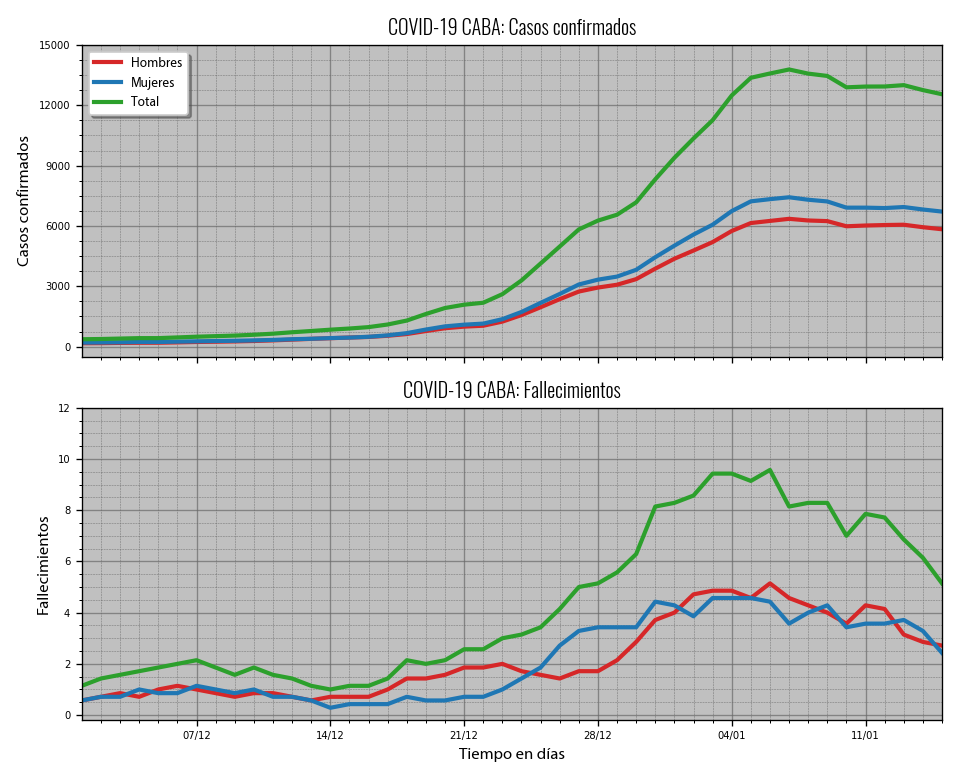 COVID-19 CABA: Casos confirmados
15000
12000
9000
6000
3000
0
Casos confirmados
Hombres
Mujeres
Total
COVID-19 CABA: Fallecimientos
12
10
8
6
4
2
0
Fallecimientos
07/12
14/12
21/12
28/12
04/01
11/01
Tiempo en días